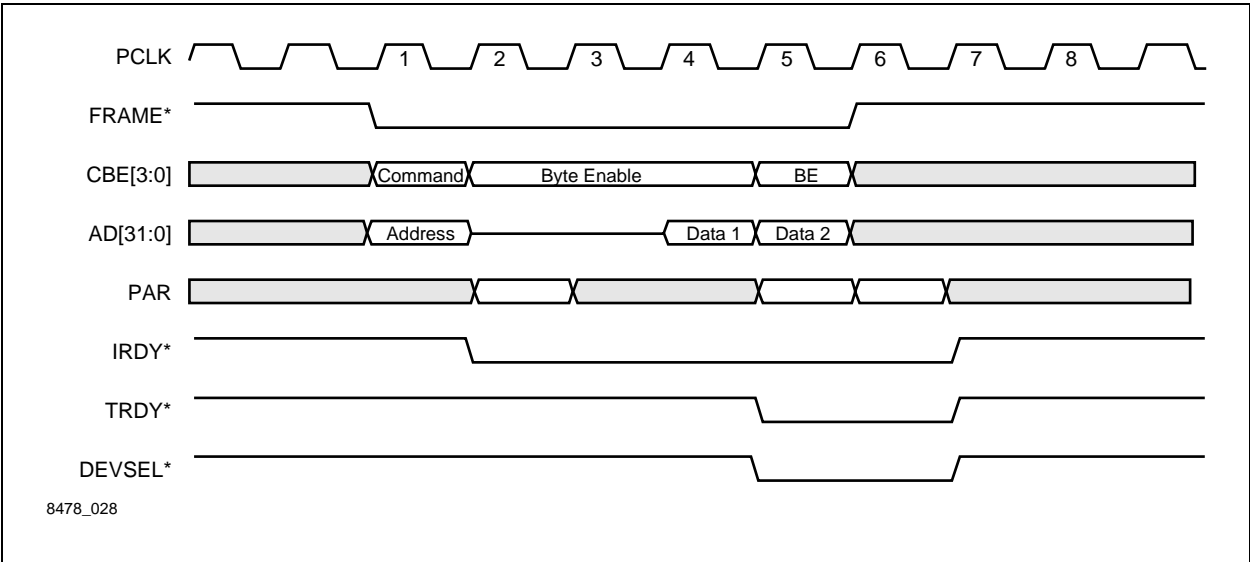 PCLK 1 2 3 4 5 6 7 8
FRAME*
CBE[3:0] Command Byte Enable BE
AD[31:0] Address Data 1 Data 2
PAR
IRDY*
TRDY*
DEVSEL*
8478_028